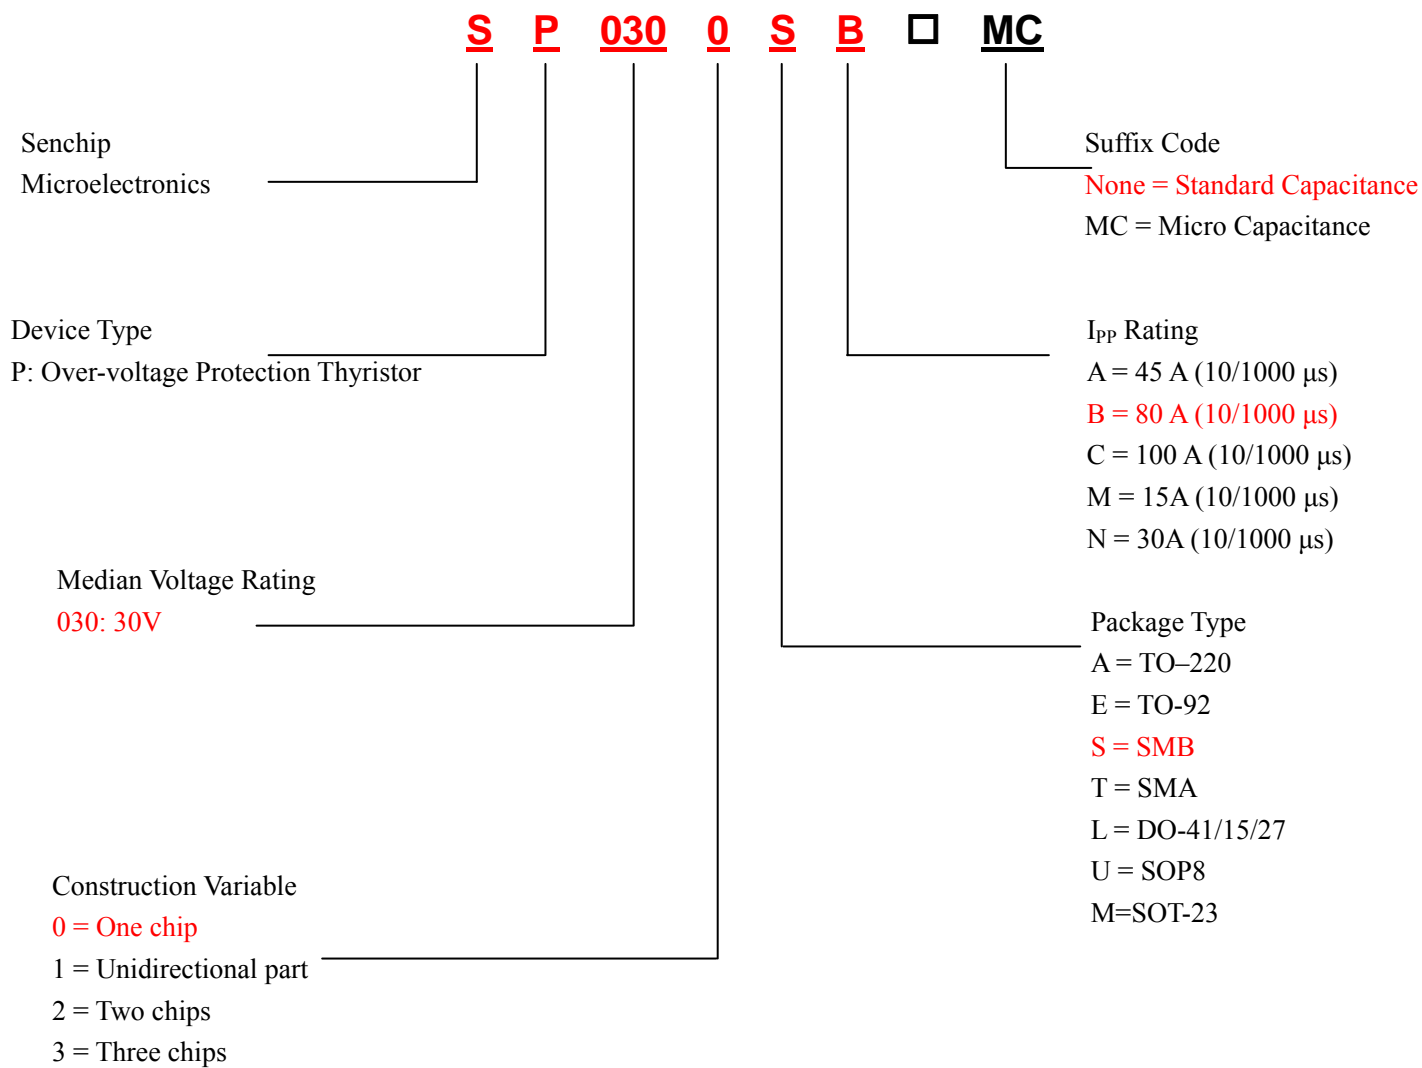 S P 030 0 S B □ MC
Senchip
Microelectronics
Device Type
P: Over-voltage Protection Thyristor
Median Voltage Rating
030: 30V
Construction Variable
0 = One chip
1 = Unidirectional part
2 = Two chips
3 = Three chips
Suffix Code
None = Standard Capacitance
MC = Micro Capacitance
IPP Rating
A = 45 A (10/1000 μs)
B = 80 A (10/1000 μs)
C = 100 A (10/1000 μs)
M = 15A (10/1000 μs)
N = 30A (10/1000 μs)
Package Type
A = TO–220
E = TO-92
S = SMB
T = SMA
L = DO-41/15/27
U = SOP8
M=SOT-23